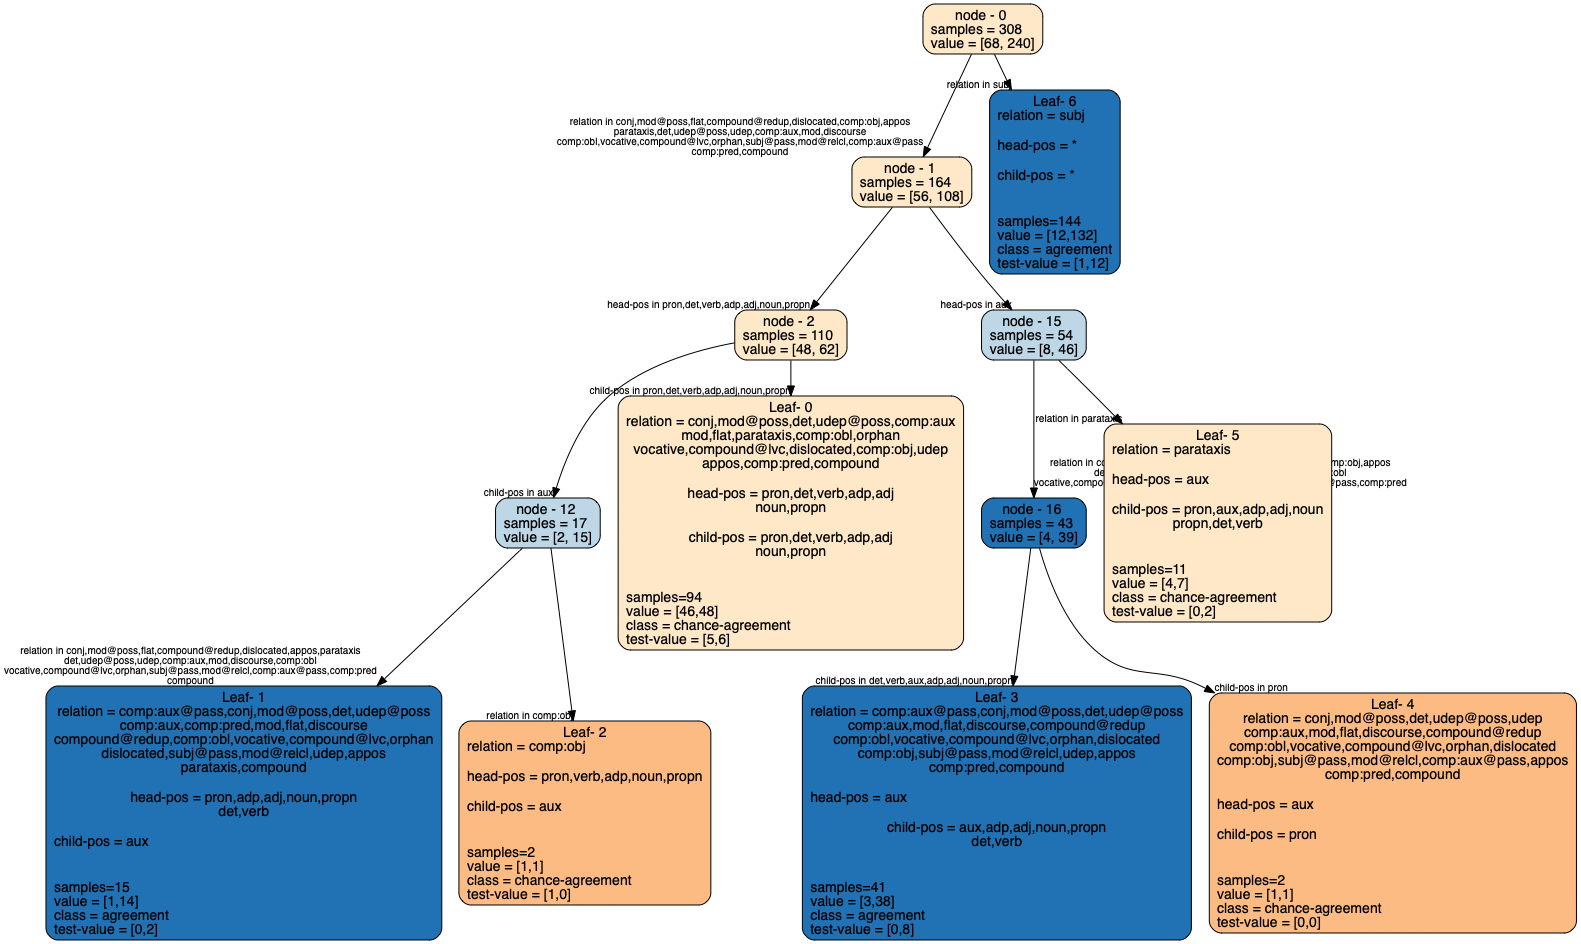 node - 0
samples = 308
value = [68, 240]
relation in subj
Leaf- 6
relation = subj
head-pos = *
child-pos = *
samples=144
value = [12,132]
class = agreement
test-value = [1,12]
relation in conj,mod@poss,flat,compound@redup,dislocated,comp:obj,appos
parataxis,det,udep@poss,udep,comp:aux,mod,discourse
comp:obl,vocative,compound@lvc,orphan,subj@pass,mod@relcl,comp:aux@pass
comp:pred,compound
node - 1
samples = 164
value = [56, 108]
head-pos in pron,det,verb,adp,adj,noun,propn
node - 2
samples = 110
value = [48, 62]
head-pos in aux
node - 15
samples = 54
value = [8, 46]
child-pos in pron,det,verb,adp,adj,noun,propn
Leaf- 0
relation = conj,mod@poss,det,udep@poss,comp:aux
mod,flat,parataxis,comp:obl,orphan
vocative,compound@lvc,dislocated,comp:obj,udep
appos,comp:pred,compound
head-pos = pron,det,verb,adp,adj
noun,propn
child-pos = pron,det,verb,adp,adj
noun,propn
samples=94
value = [46,48]
class = chance-agreement
test-value = [5,6]
relation in parataxis
Leaf- 5
relation = parataxis
head-pos = aux
child-pos = pron,aux,adp,adj,noun
propn,det,verb
samples=11
value = [4,7]
class = chance-agreement
test-value = [0,2]
relation in mp:obj,appos
vocative, @pass,comp:pred
child-pos in aux
node - 12
samples = 17
value = [2, 15]
node - 16
samples = 43
value = [4, 39]
relation in conj,mod@poss,flat,compound@redup,dislocated,appos,parataxis
det,udep@poss,udep,comp:aux,mod,discourse,comp:obl
vocative,compound@lvc,orphan,subj@pass,mod@relcl,comp:aux@pass,comp:pred
compound
Leaf- 1
relation = comp:aux@pass,conj,mod@poss,det,udep@poss
comp:aux,comp:pred,mod,flat,discourse
compound@redup,comp:obl,vocative,compound@lvc,orphan
dislocated,subj@pass,mod@relcl,udep,appos
parataxis,compound
head-pos = pron,adp,adj,noun,propn
det,verb
child-pos = aux
samples=15
value = [1,14]
class = agreement
test-value = [0,2]
relation in comp:obj
Leaf- 2
relation = comp:obj
head-pos = pron,verb,adp,noun,propn
child-pos = aux
samples=2
value = [1,1]
class = chance-agreement
test-value = [1,0]
child-pos in det,verb,aux,adp,adj,noun,propn
Leaf- 3
relation = comp:aux@pass,conj,mod@poss,det,udep@poss
comp:aux,mod,flat,discourse,compound@redup
comp:obl,vocative,compound@lvc,orphan,dislocated
comp:obj,subj@pass,mod@relcl,udep,appos
comp:pred,compound
head-pos = aux
child-pos = aux,adp,adj,noun,propn
det,verb
samples=41
value = [3,38]
class = agreement
test-value = [0,8]
child-pos in pron
Leaf- 4
relation = conj,mod@poss,det,udep@poss,udep
comp:aux,mod,flat,discourse,compound@redup
comp:obl,vocative,compound@lvc,orphan,dislocated
comp:obj,subj@pass,mod@relcl,comp:aux@pass,appos
comp:pred,compound
head-pos = aux
child-pos = pron
samples=2
value = [1,1]
class = chance-agreement
test-value = [0,0]